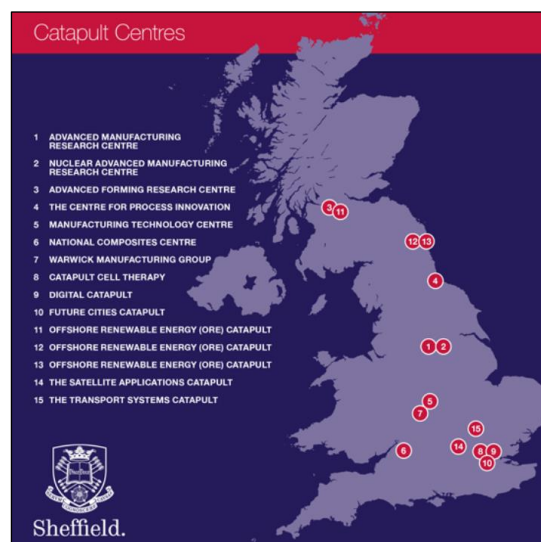 Catapult Centres
1 ADVANCED MANUFACTURING
RESEARCH CENTRE
2 NUCLEAR ADVANCED MANUFACTURING
RESEARCH CENTRE
3 ADVANCED FORMING RESEARCH CENTRE
4 THE CENTRE FOR PROCESS INNOVATION
5 MANUFACTURING TECHNOLOGY CENTRE
6 NATIONAL COMPOSITES CENTRE
7 WARWICK MANUFACTURING GROUP
8 CATAPULT CELL THERAPY
9 DIGITAL CATAPULT
10 FUTURE CITIES CATAPULT
11 OFFSHORE RENEWABLE ENERGY (ORE) CATAPULT
12 OFFSHORE RENEWABLE ENERGY (ORE) CATAPULT
13 OFFSHORE RENEWABLE ENERGY (ORE) CATAPULT
14 THE SATELLITE APPLICATIONS CATAPULT
15 THE TRANSPORT SYSTEMS CATAPULT
3 11
12 13
4
1 2
5
7
15
6 14 8 9
10
Sheffield.